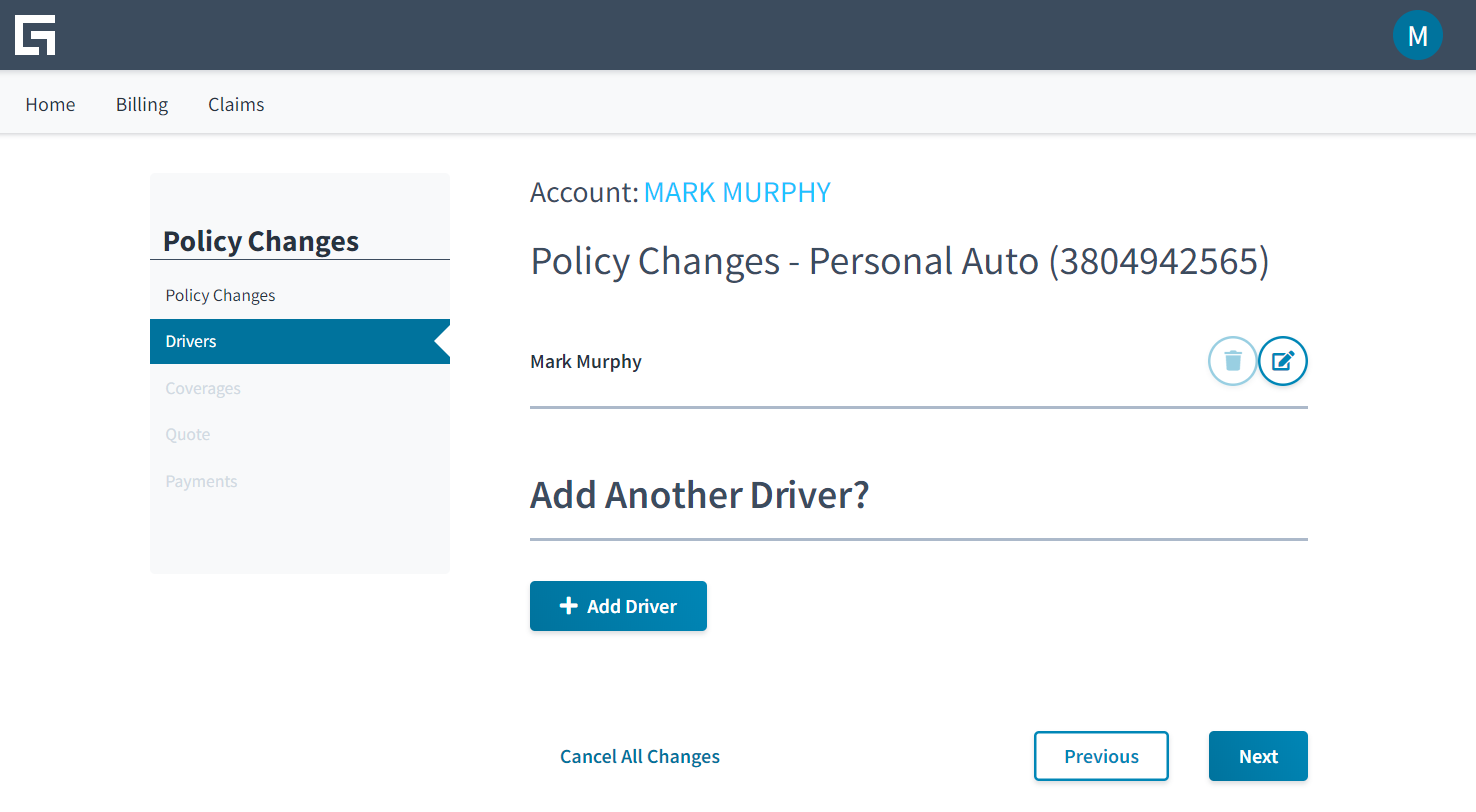 M
Home Billing Claims
Policy Changes
Policy Changes
Drivers
Coverages
Quote
Payments
Account: MARK MURPHY
Policy Changes - Personal Auto (3804942565)
Mark Murphy
Add Another Driver?
Add Driver
Cancel All Changes Previous Next